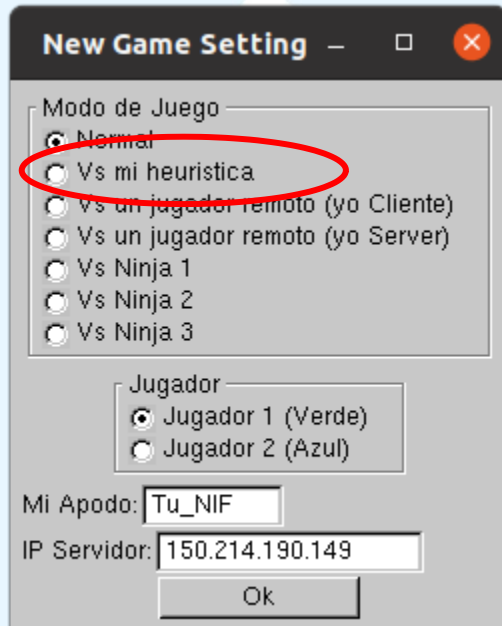 New Game Setting
Modo de Juego
Normal
Vs mi heuristica
Vs un jugador remoto (yo Cliente)
Vs un jugador remoto (yo Server)
Vs Ninja 1
Vs Ninja 2
Vs Ninja 3
Jugador
Jugador 1 (Verde)
Jugador 2 (Azul)
Mi Apodo: Tu_NIF
IP Servidor: 150.214.190.149
Ok